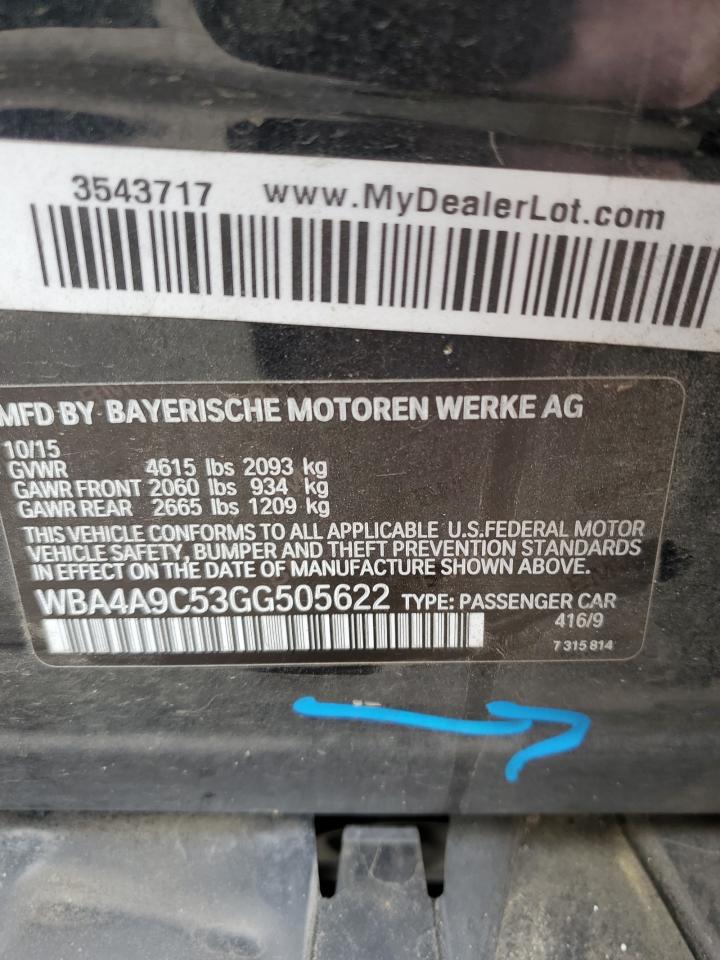 3543717 www.MyDealerLot.com
MFD BY BAYERISCHE MOTOREN WERKE AG
10/15
GVWR 4615 lbs 2093 kg
GAWR FRONT 2060 lbs 934 kg
GAWR REAR 2665 lbs 1209 kg
THIS VEHICLE CONFORMS TO ALL APPLICABLE U.S.FEDERAL MOTOR
VEHICLE SAFETY, BUMPER AND THEFT PREVENTION STANDARDS
IN EFFECT ON THE DATE OF MANUFACTURE SHOWN ABOVE.
WBA4A9C53GG505622 TYPE: PASSENGER CAR
416/9
7 315 814